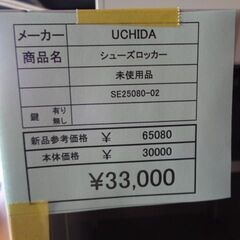 メーカー UCHIDA
商品名 シューズロッカー
未使用品
SE25080-02
鍵 有り 無し
新品参考価格 ¥ 65080
本体価格 ¥ 30000
¥33,000